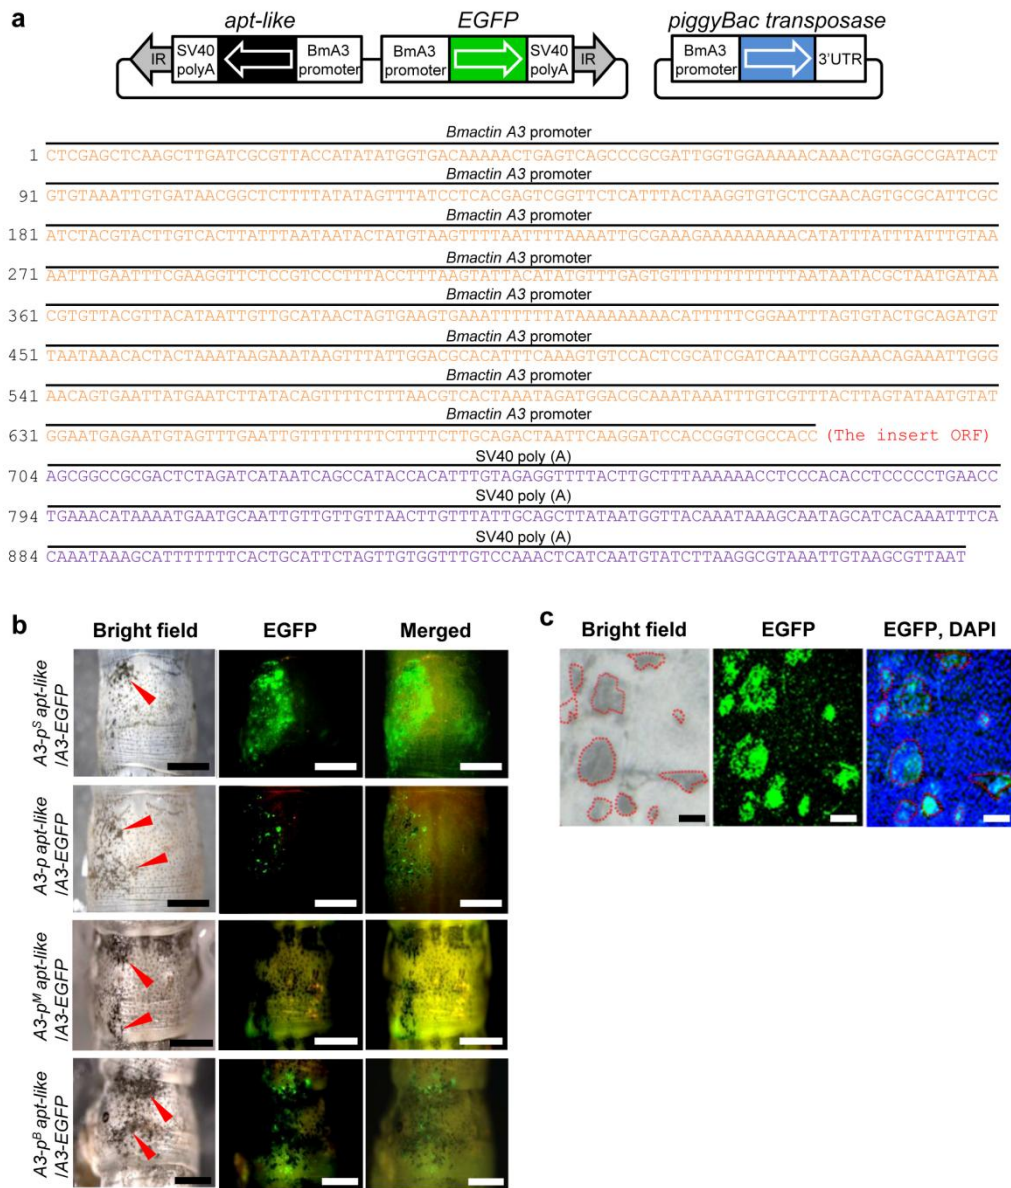 a
apt-like EGFP piggyBac transposase
IR SV40 polyA BmA3 promoter BmA3 promoter SV40 polyA IR BmA3 promoter 3'UTR
Bmactin A3 promoter
1 CTCGAGCTCAAGCTTGATCGCGTTACCATATATGGTGACAAAAACTGAGTCAGCCCGCGATTGGTGGAAAAACAAACTGGAGCCGATACT
Bmactin A3 promoter
91 GTGTAAATTGTGATAACGGCTCTTTTATATAGTTTATCCTCACGAGTCGGTTCTCATTTACTAAGGTGTGCTCGAACAGTGCGCATTCGC
Bmactin A3 promoter
181 ATCTACGTACTTGTCACTTATTTAATAATACTATGTAAGTTTTAATTTTAAAATTGCGAAAGAAAAAAAAAACATATTTATTTATTTGTAA
Bmactin A3 promoter
271 AATTTGAATTTCGAAGGTTCTCCGTCCCTTTACCTTTAAGTATTACATATGTTTGAGTGTTTTTTTTTTTTTAATAATACGCTAATGATAA
Bmactin A3 promoter
361 CGTGTTACGTTACATAATTGTTGCATAACTAGTGAAGTGAAATTTTTTATAAAAAAAAACATTTTTCGGAATTTAGTGTACTGCAGATGT
Bmactin A3 promoter
451 TAATAAACACTACTAAATAAGAAATAAGTTTATTGGACGCACATTTCAAAGTGTCCACTCGCATCGATCAATTCGGAAACAGAAATTGGG
Bmactin A3 promoter
541 AACAGTGAATTATGAATCTTATACAGTTTTCTTTAACGTCACTAAATAGATGGACGCAAATAAATTTGTCGTTTACTTAGTATAATGTAT
Bmactin A3 promoter
631 GGAATGAGAATGTAGTTTGAATTGTTTTTTTCTTTTCTTGCAGACTAATTCAAGGATCCACCGGTCGCCACC (The insert ORF)
SV40 poly (A)
704 AGCGGCCGCGACTCTAGATCATAATCAGCCATACCACATTTGTAGAGGTTTTACTTGCTTTAAAAAACCTCCCACACCTCCCCCTGAACC
SV40 poly (A)
794 TGAAACATAAAATGAATGCAATTGTTGTTGTTAACTTGTTTATTGCAGCTTATAATGGTTACAAATAAAGCAATAGCATCACAAATTTCA
SV40 poly (A)
884 CAAATAAAGCATTTTTTTCACTGCATTCTAGTTGTGGTTTGTCCAAACTCATCAATGTATCTTAAGGCGTAAATTGTAAGCGTTAAT
b
Bright field EGFP Merged
A3-p^S apt-like
/A3-EGFP
A3-p apt-like
/A3-EGFP
A3-p^M apt-like
/A3-EGFP
A3-p^B apt-like
/A3-EGFP
c
Bright field EGFP EGFP, DAPI